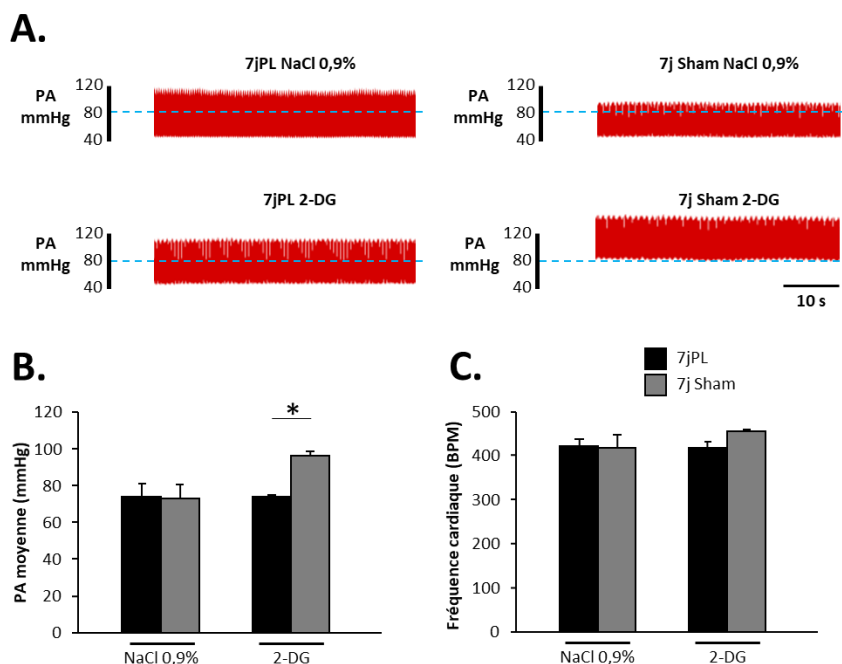 A.
7jPL NaCl 0,9%
7j Sham NaCl 0,9%
PA
mmHg
120
80
40
PA
mmHg
120
80
40
7jPL 2-DG
7j Sham 2-DG
PA
mmHg
120
80
40
PA
mmHg
120
80
40
10 s
B.
C.
7jPL
7j Sham
PA moyenne (mmHg)
120
100
80
60
40
20
0
*
NaCl 0,9%
2-DG
Fréquence cardiaque (BPM)
500
400
300
200
100
0
NaCl 0,9%
2-DG